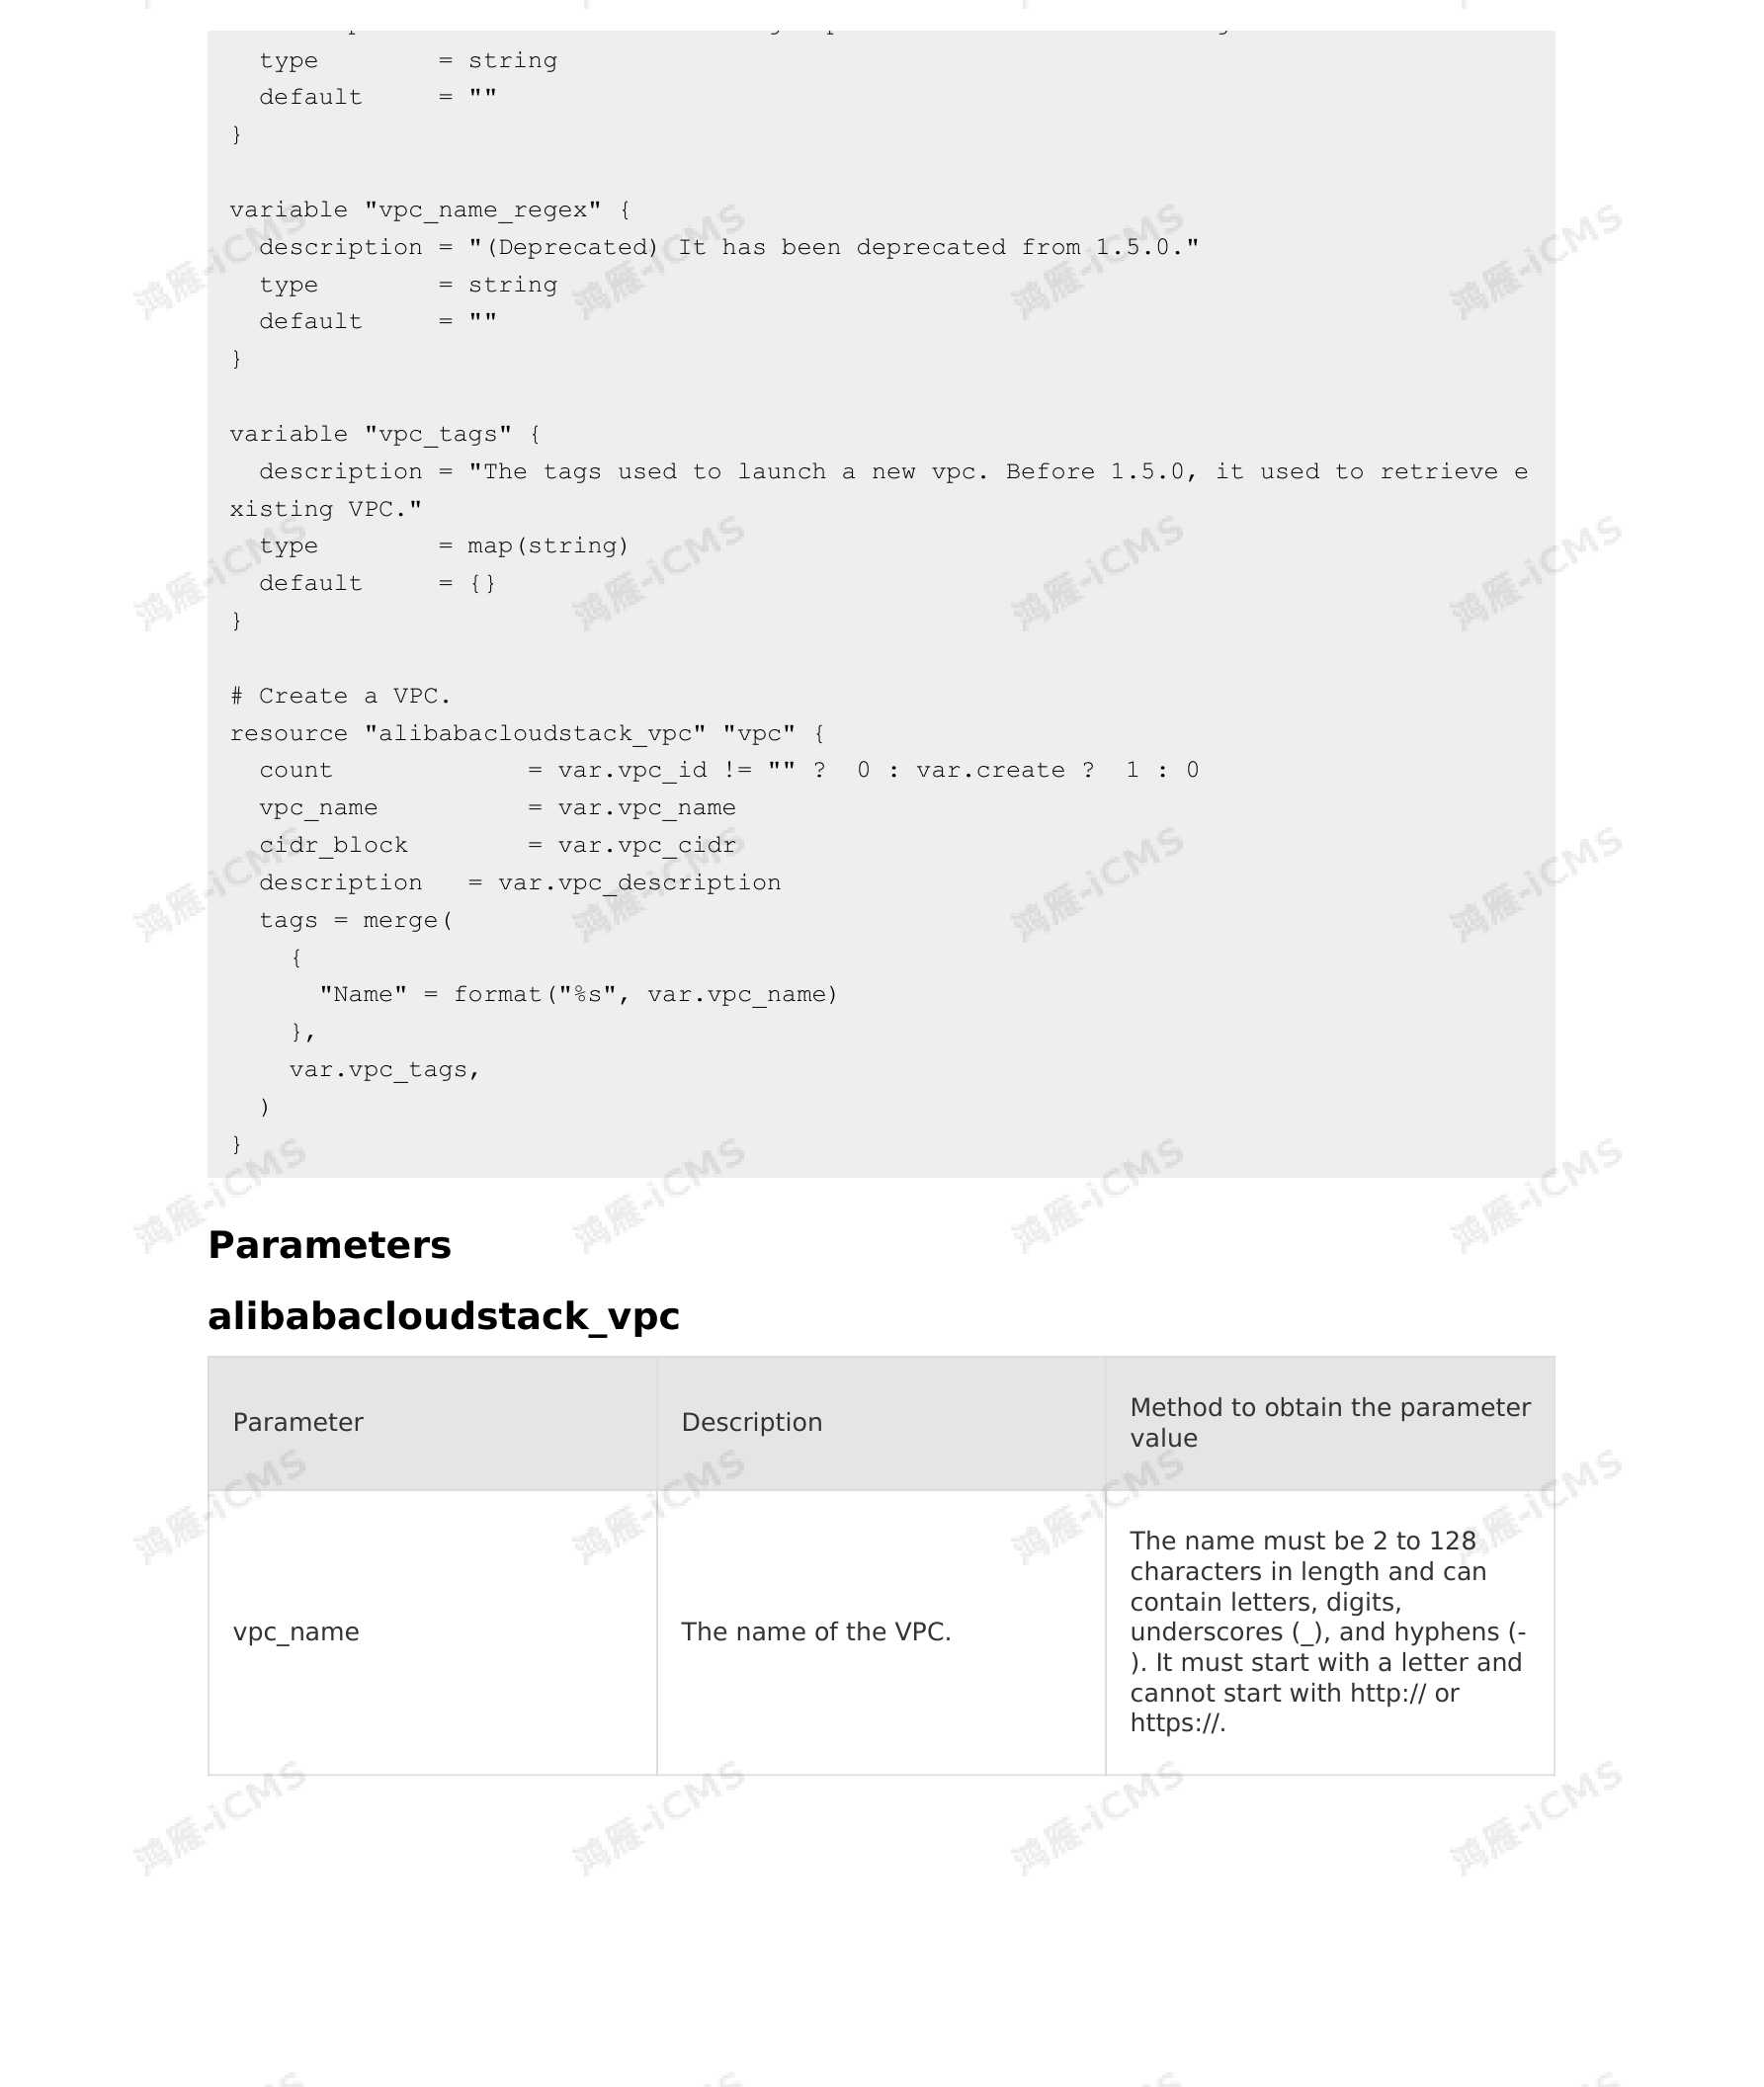 type        = string
  default     = ""
}

variable "vpc_name_regex" {
  description = "(Deprecated) It has been deprecated from 1.5.0."
  type        = string
  default     = ""
}

variable "vpc_tags" {
  description = "The tags used to launch a new vpc. Before 1.5.0, it used to retrieve e
xisting VPC."
  type        = map(string)
  default     = {}
}

# Create a VPC.
resource "alibabacloudstack_vpc" "vpc" {
  count             = var.vpc_id != "" ?  0 : var.create ?  1 : 0
  vpc_name          = var.vpc_name
  cidr_block        = var.vpc_cidr
  description   = var.vpc_description
  tags = merge(
    {
      "Name" = format("%s", var.vpc_name)
    },
    var.vpc_tags,
  )
}
Parameters
alibabacloudstack_vpc
Parameter
Description
Method to obtain the parameter
value
vpc_name
The name of the VPC.
The name must be 2 to 128
characters in length and can
contain letters, digits,
underscores (_), and hyphens (-
). It must start with a letter and
cannot start with http:// or
https://.
鸿雁-iCMS